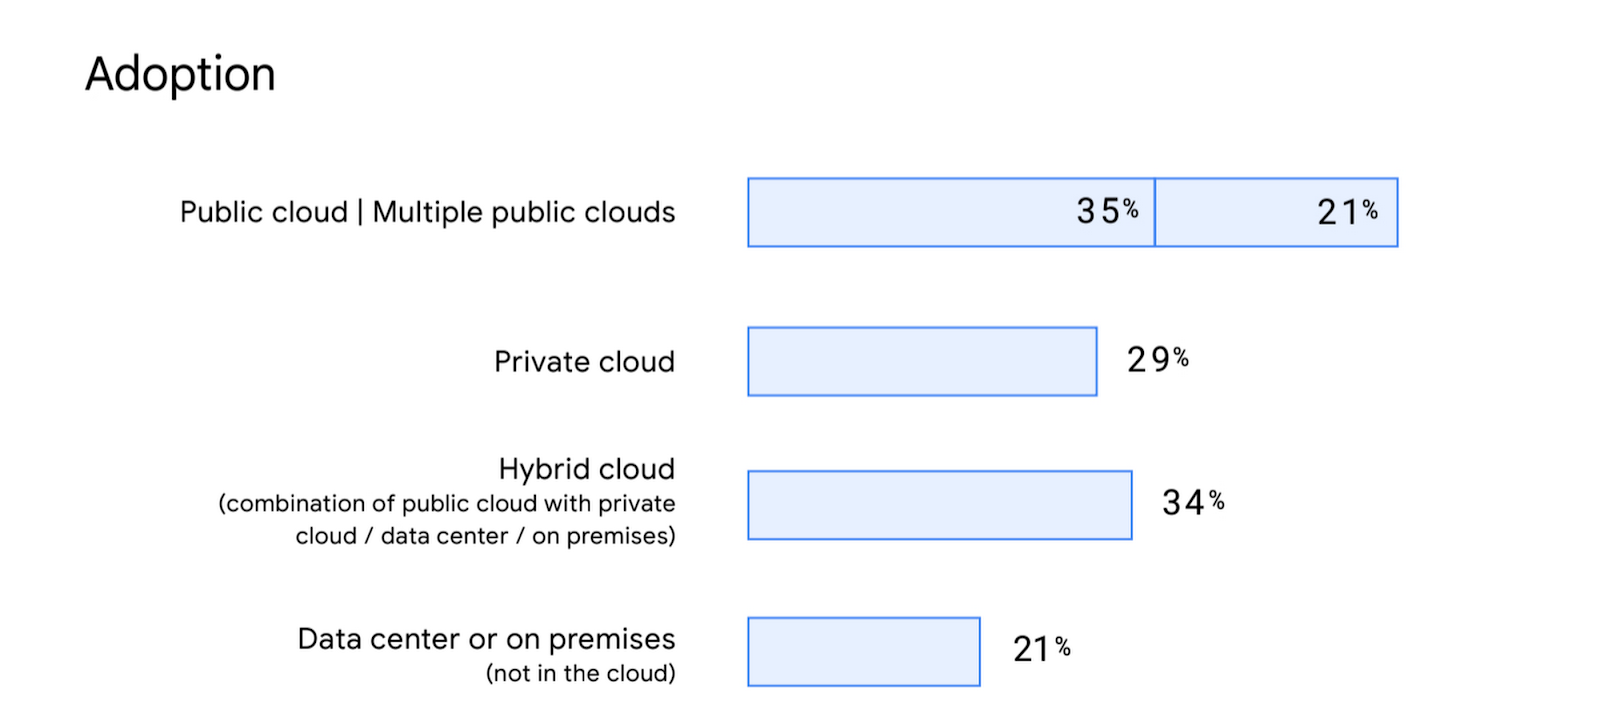 Adoption
Public cloud | Multiple public clouds
35%
21%
Private cloud
29%
Hybrid cloud
(combination of public cloud with private
cloud / data center / on premises)
34%
Data center or on premises
(not in the cloud)
21%